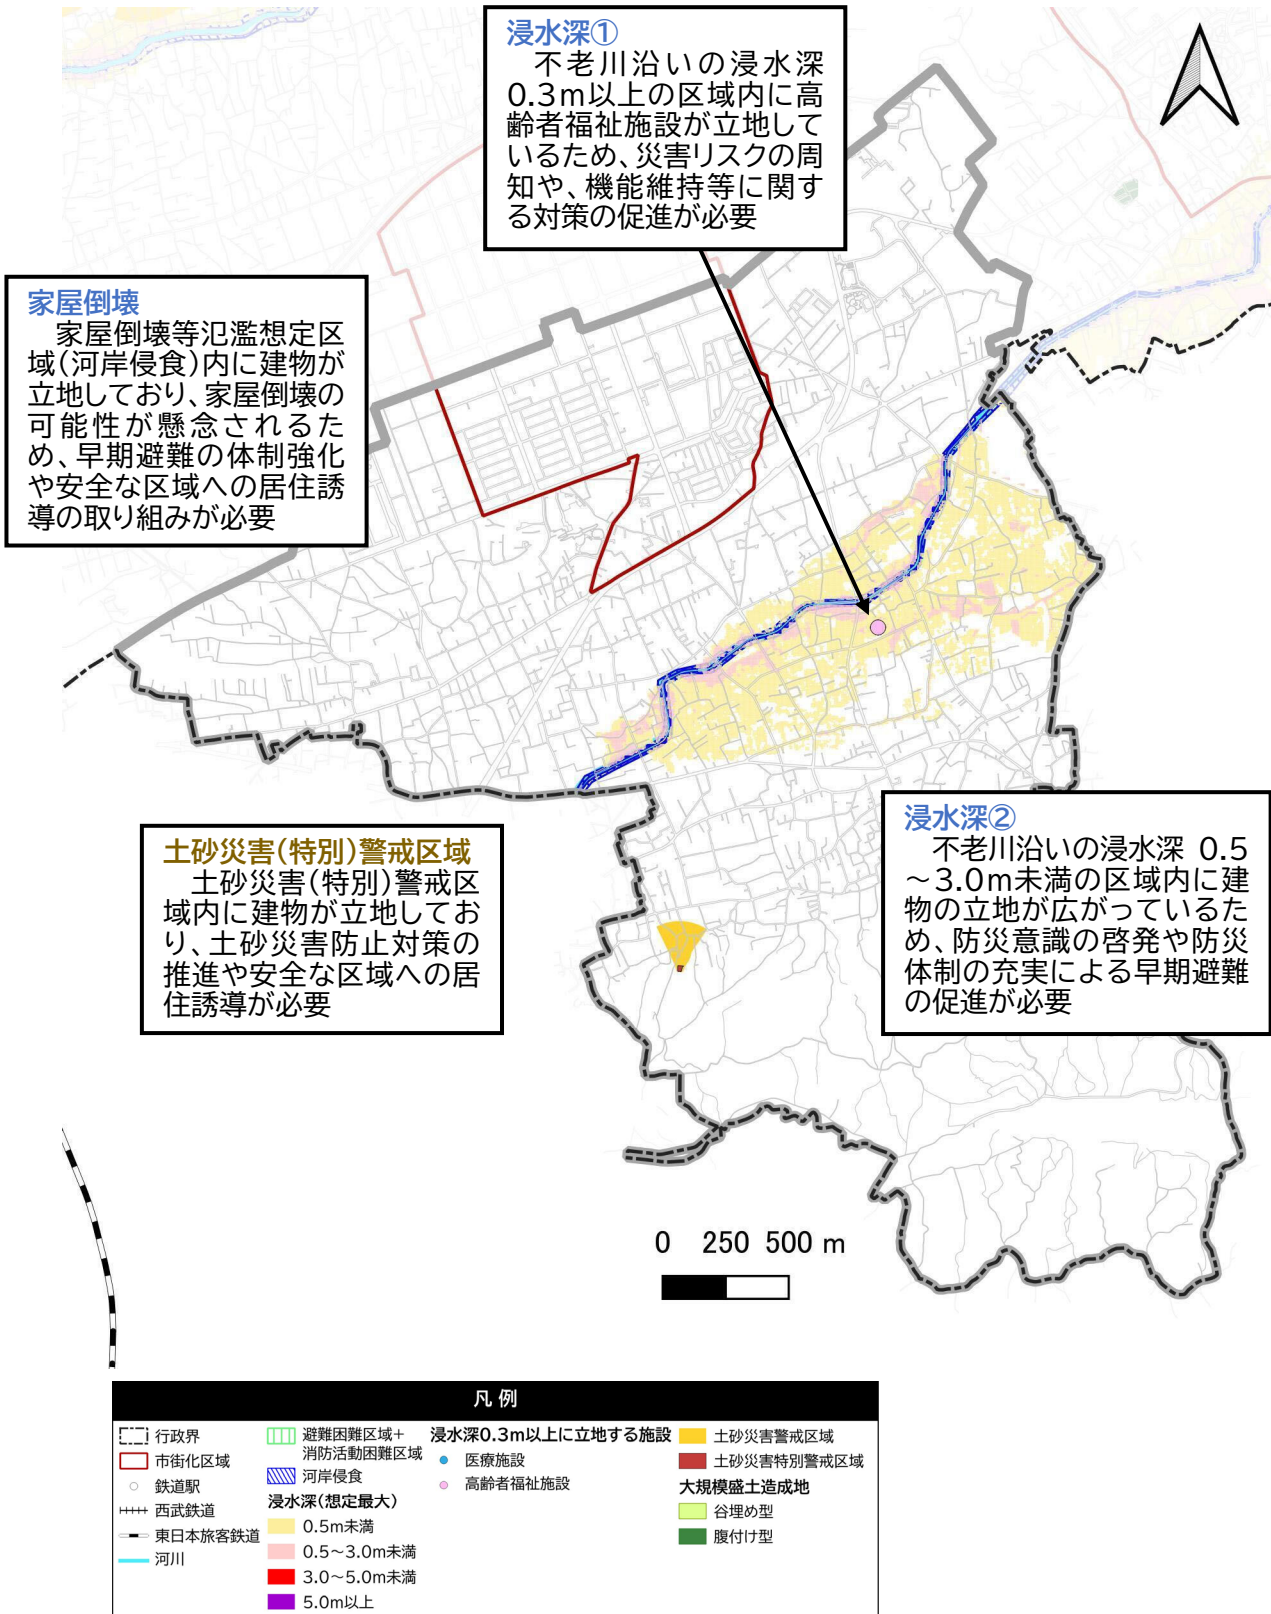 浸水深①
不老川沿いの浸水深
0.3m以上の区域内に高
齢者福祉施設が立地して
いるため、災害リスクの周
知や、機能維持等に関す
る対策の促進が必要
家屋倒壊
家屋倒壊等氾濫想定区
域(河岸侵食)内に建物が
立地しており、家屋倒壊の
可能性が懸念されるた
め、早期避難の体制強化
や安全な区域への居住誘
導の取り組みが必要
土砂災害(特別)警戒区域
土砂災害(特別)警戒区
域内に建物が立地してお
り、土砂災害防止対策の
推進や安全な区域への居
住誘導が必要
浸水深②
不老川沿いの浸水深 0.5
~3.0m未満の区域内に建
物の立地が広がっているた
め、防災意識の啓発や防災
体制の充実による早期避難
の促進が必要
0 250 500 m
凡例
行政界
市街化区域
鉄道駅
西武鉄道
東日本旅客鉄道
河川
避難困難区域+
消防活動困難区域
河岸侵食
浸水深(想定最大)
0.5m未満
0.5~3.0m未満
3.0~5.0m未満
5.0m以上
浸水深0.3m以上に立地する施設
医療施設
高齢者福祉施設
土砂災害警戒区域
土砂災害特別警戒区域
大規模盛土造成地
谷埋め型
腹付け型